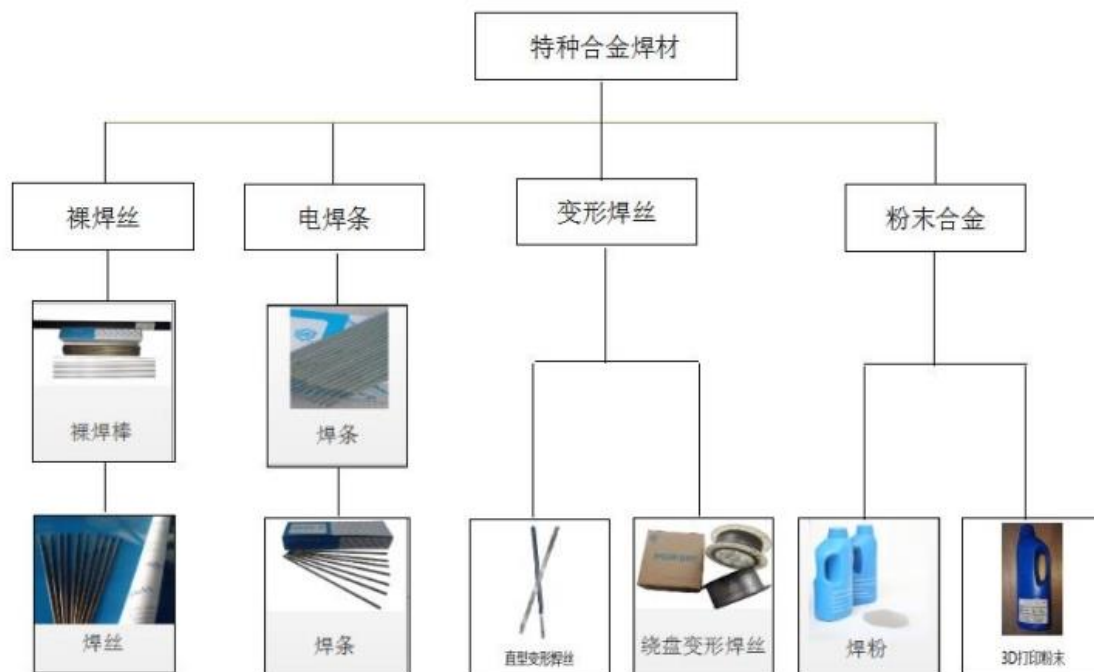 特种合金焊材
裸焊丝
电焊条
变形焊丝
粉末合金
裸焊棒
焊条
焊丝
焊条
直型变形焊丝
绕盘变形焊丝
焊粉
3D打印粉末